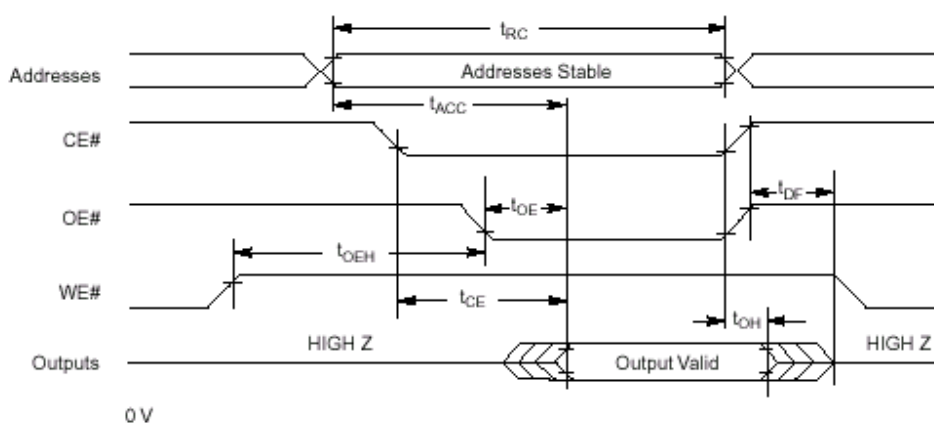 tRC
Addresses
Addresses Stable
tACC
CE#
tDF
OE#
tOE
tOEH
WE#
tCE
tOH
HIGH Z
HIGH Z
Outputs
Output Valid
0 V